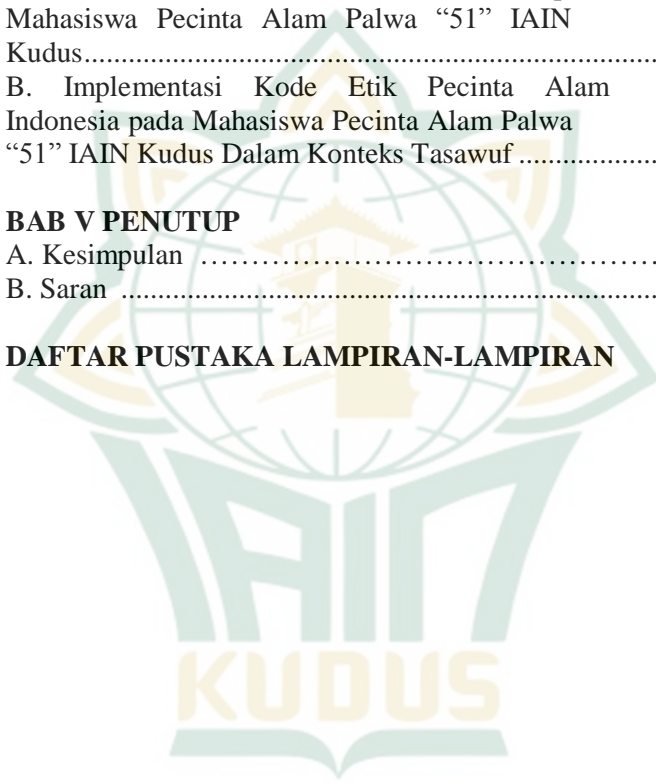 Mahasiswa Pecinta Alam Palwa “51” IAIN
Kudus.....................................................................................
B. Implementasi Kode Etik Pecinta Alam
Indonesia pada Mahasiswa Pecinta Alam Palwa
“51” IAIN Kudus Dalam Konteks Tasawuf ....................
BAB V PENUTUP
A. Kesimpulan ……………………………………….
B. Saran ..............................................................................
DAFTAR PUSTAKA LAMPIRAN-LAMPIRAN
IAIN
KUDUS